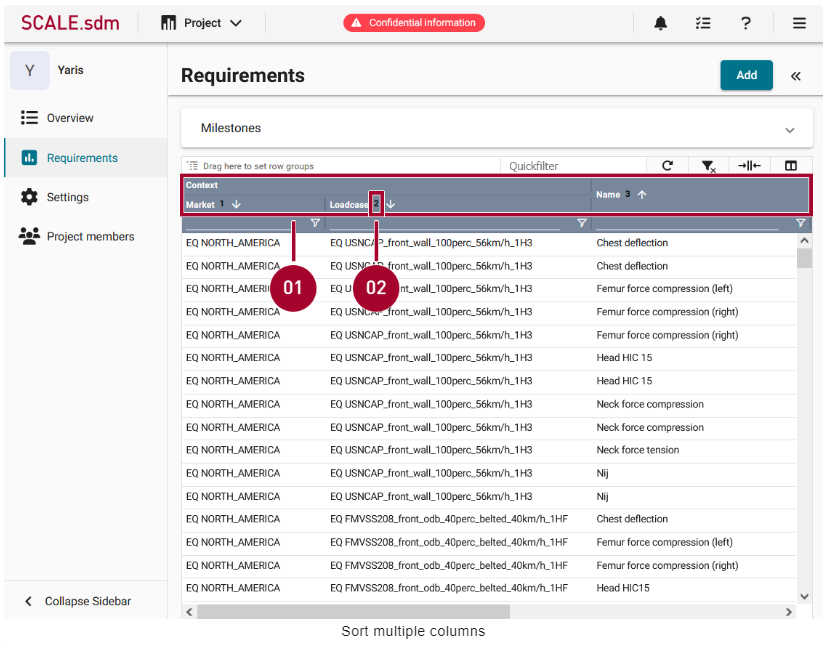 SCALE.sdm
Project
Confidential information
?
Y
Yaris
Overview
Requirements
Settings
Project members
Collapse Sidebar
Requirements
Add
Milestones
Drag here to set row groups
Quickfilter
Context
Market 1
Loadcase 2
Name 3
01
02
EQ NORTH_AMERICA EQ USNCAP_front_wall_100perc_56km/h_1H3 Chest deflection
EQ NORTH_AMERICA EQ USNCAP_front_wall_100perc_56km/h_1H3 Chest deflection
EQ USNCAP_front_wall_100perc_56km/h_1H3 Femur force compression (left)
EQ NORTH_AMERICA EQ USNCAP_front_wall_100perc_56km/h_1H3 Femur force compression (right)
EQ NORTH_AMERICA EQ USNCAP_front_wall_100perc_56km/h_1H3 Femur force compression (right)
EQ NORTH_AMERICA EQ USNCAP_front_wall_100perc_56km/h_1H3 Head HIC 15
EQ NORTH_AMERICA EQ USNCAP_front_wall_100perc_56km/h_1H3 Head HIC 15
EQ NORTH_AMERICA EQ USNCAP_front_wall_100perc_56km/h_1H3 Neck force compression
EQ NORTH_AMERICA EQ USNCAP_front_wall_100perc_56km/h_1H3 Neck force compression
EQ NORTH_AMERICA EQ USNCAP_front_wall_100perc_56km/h_1H3 Neck force tension
EQ NORTH_AMERICA EQ USNCAP_front_wall_100perc_56km/h_1H3 Nij
EQ NORTH_AMERICA EQ USNCAP_front_wall_100perc_56km/h_1H3 Nij
EQ NORTH_AMERICA EQ FMVSS208_front_odb_40perc_belted_40km/h_1HF Chest deflection
EQ NORTH_AMERICA EQ FMVSS208_front_odb_40perc_belted_40km/h_1HF Femur force compression (left)
EQ NORTH_AMERICA EQ FMVSS208_front_odb_40perc_belted_40km/h_1HF Femur force compression (right)
EQ NORTH_AMERICA EQ FMVSS208_front_odb_40perc_belted_40km/h_1HF Head HIC15
Sort multiple columns